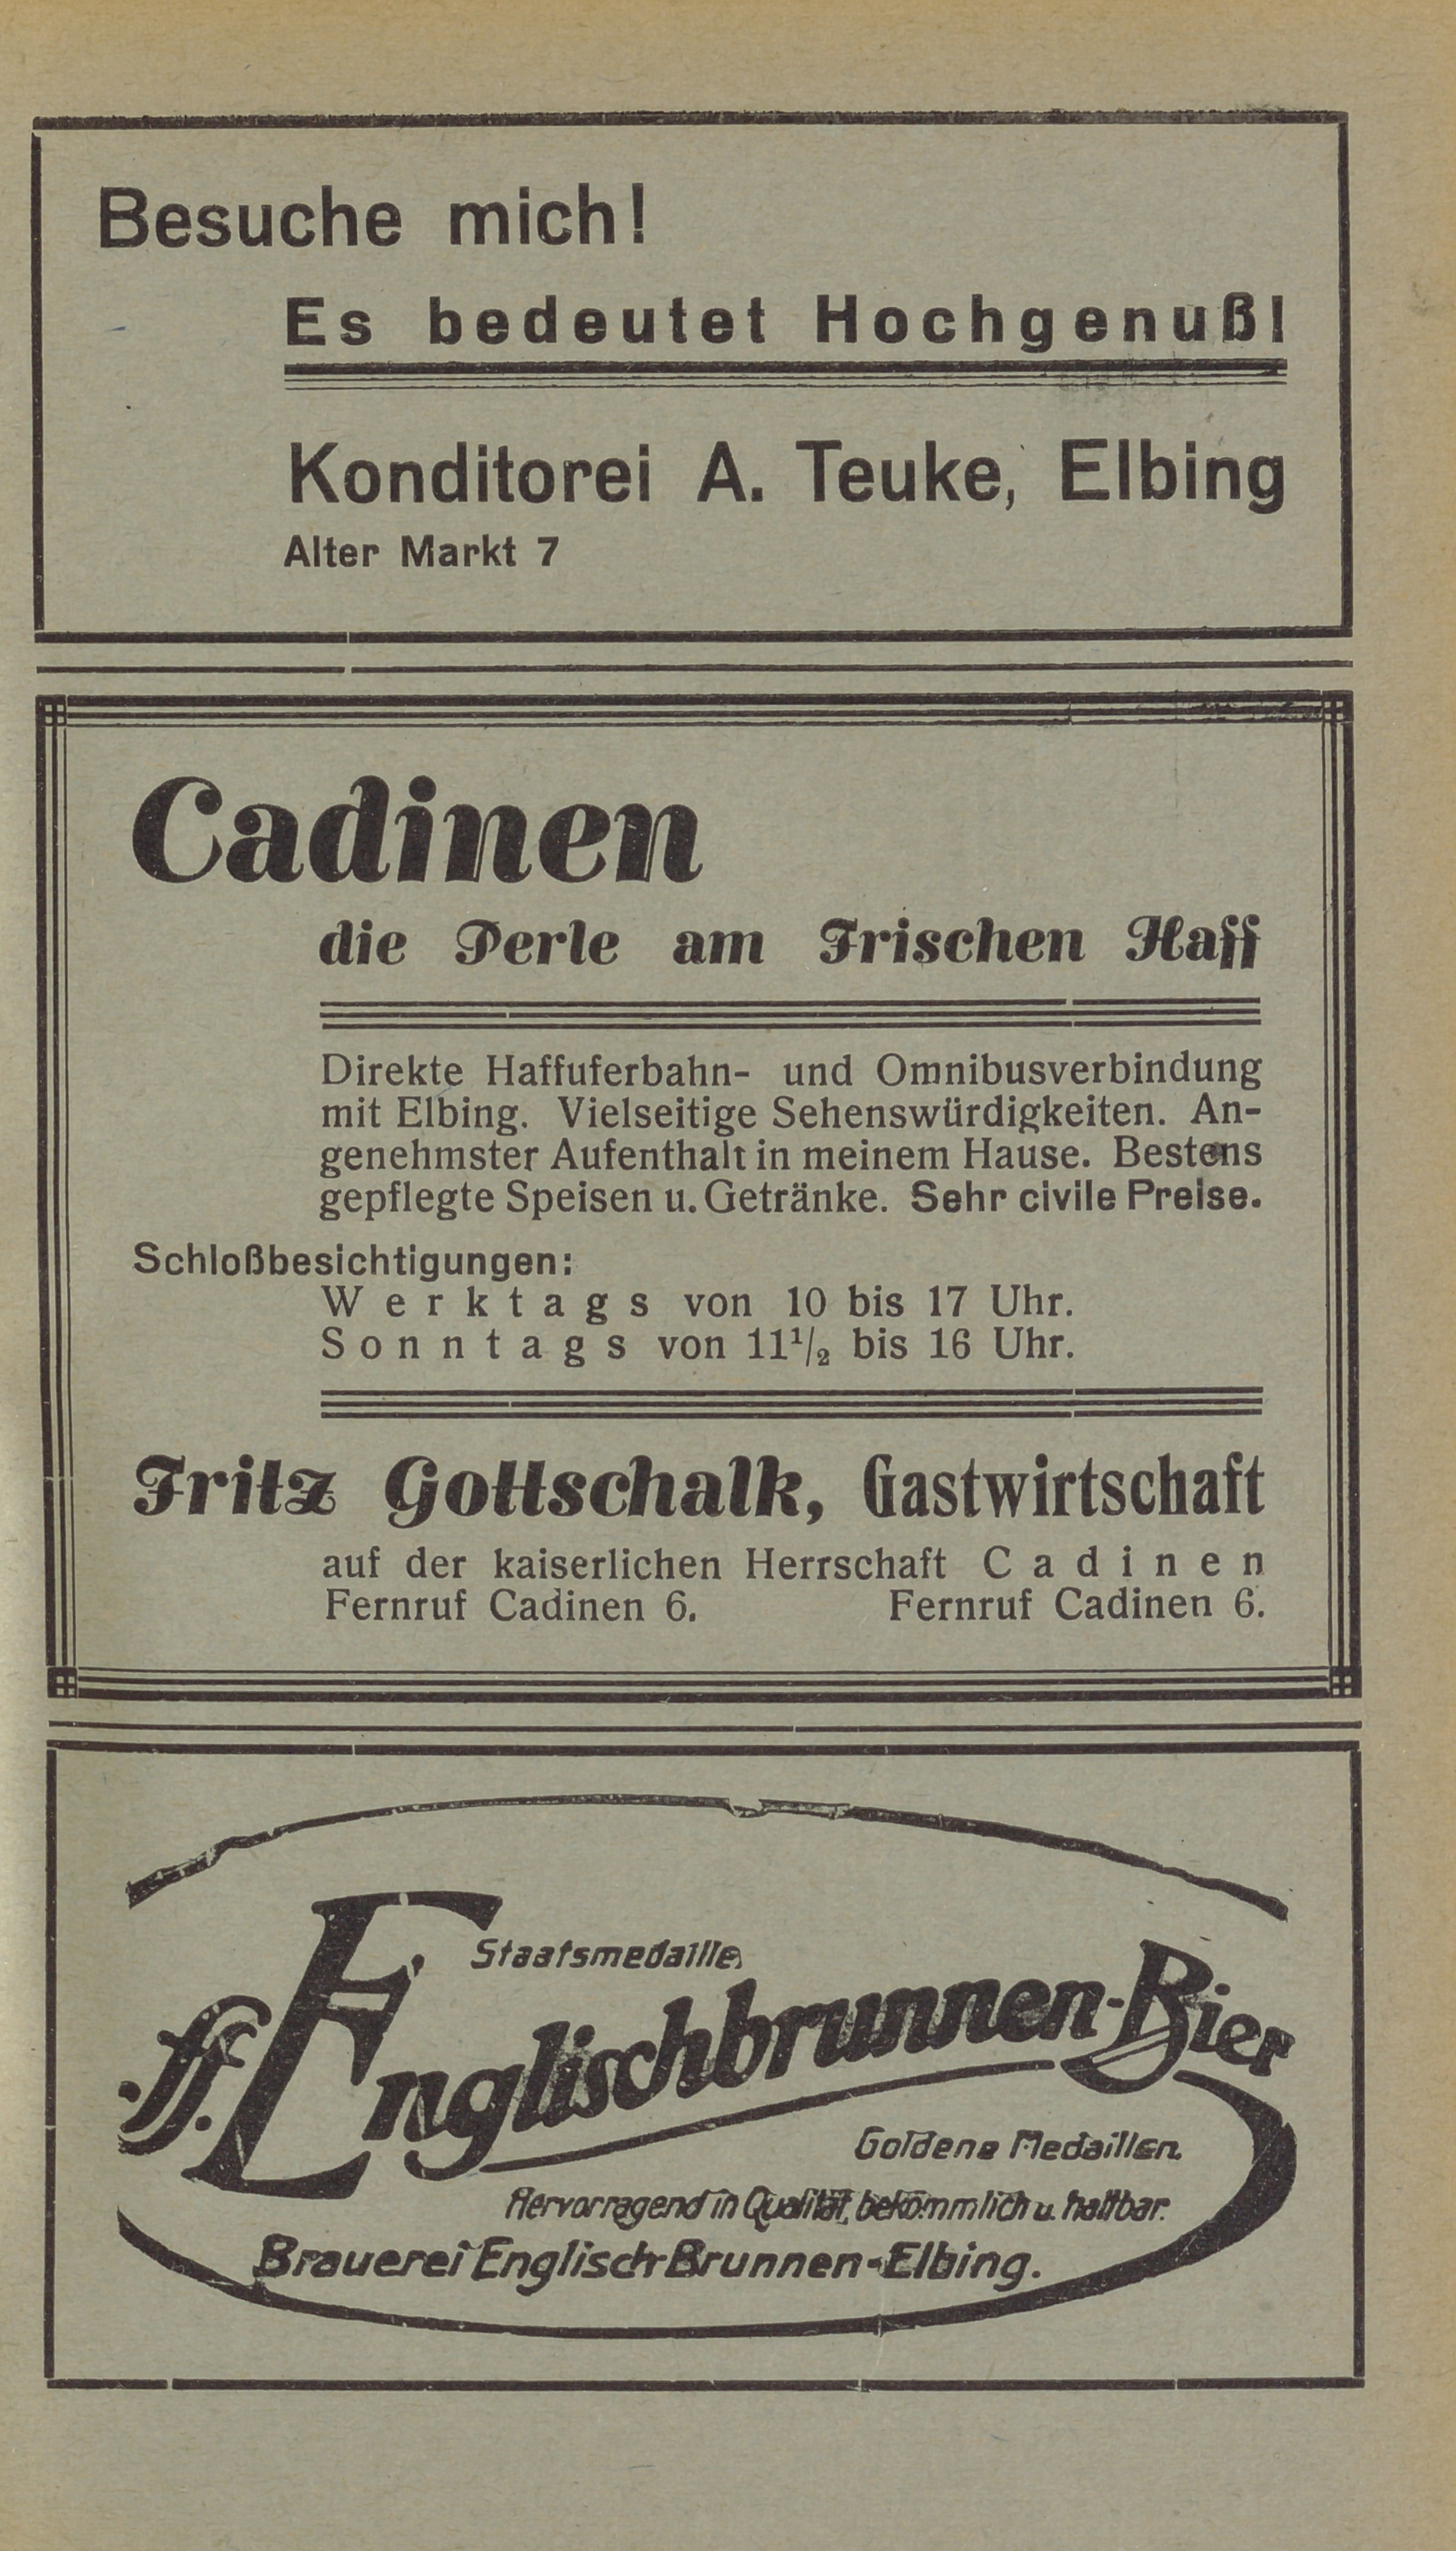 Besuche mich!
Es bedeutet Hochgenuß!
Konditorei A. Teuke, Elbing
Alter Markt 7
Cadinen
die Perle am Frischen Haff
Direkte Haffuferbahn- und Omnibusverbindung
mit Elbing. Vielseitige Sehenswürdigkeiten. An-
genehmster Aufenthalt in meinem Hause. Bestens
gepflegte Speisen u. Getränke. Sehr civile Preise.
Schloßbesichtigungen:
Werktags von 10 bis 17 Uhr.
Sonntags von 11¹/₂ bis 16 Uhr.
Fritz Gottschalk, Gastwirtschaft
auf der kaiserlichen Herrschaft Cadinen
Fernruf Cadinen 6. Fernruf Cadinen 6.
Staatsmedaille
ff. Englischbrunnen-Bier
Goldene Medaillen.
Hervorragend in Qualität, bekömmlich u. haltbar.
Brauerei Englisch Brunnen-Elbing.